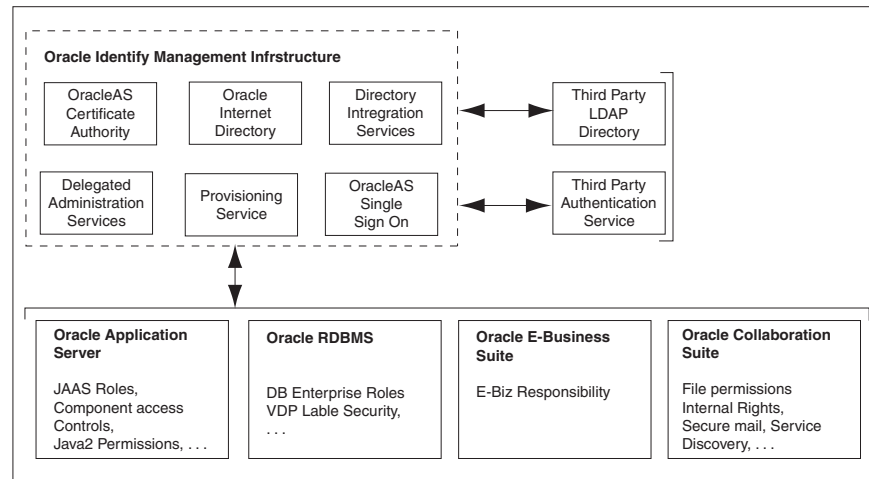 Oracle Identify Management Infrstructure
OracleAS
Certificate
Authority
Oracle
Internet
Directory
Directory
Intregration
Services
Third Party
LDAP
Directory
Delegated
Administration
Services
Provisioning
Service
OracleAS
Single
Sign On
Third Party
Authentication
Service
Oracle Application
Server
JAAS Roles,
Component access
Controls,
Java2 Permissions, . . .
Oracle RDBMS
DB Enterprise Roles
VDP Lable Security,
. . .
Oracle E-Business
Suite
E-Biz Responsibility
Oracle Collaboration
Suite
File permissions
Internal Rights,
Secure mail, Service
Discovery, . . .